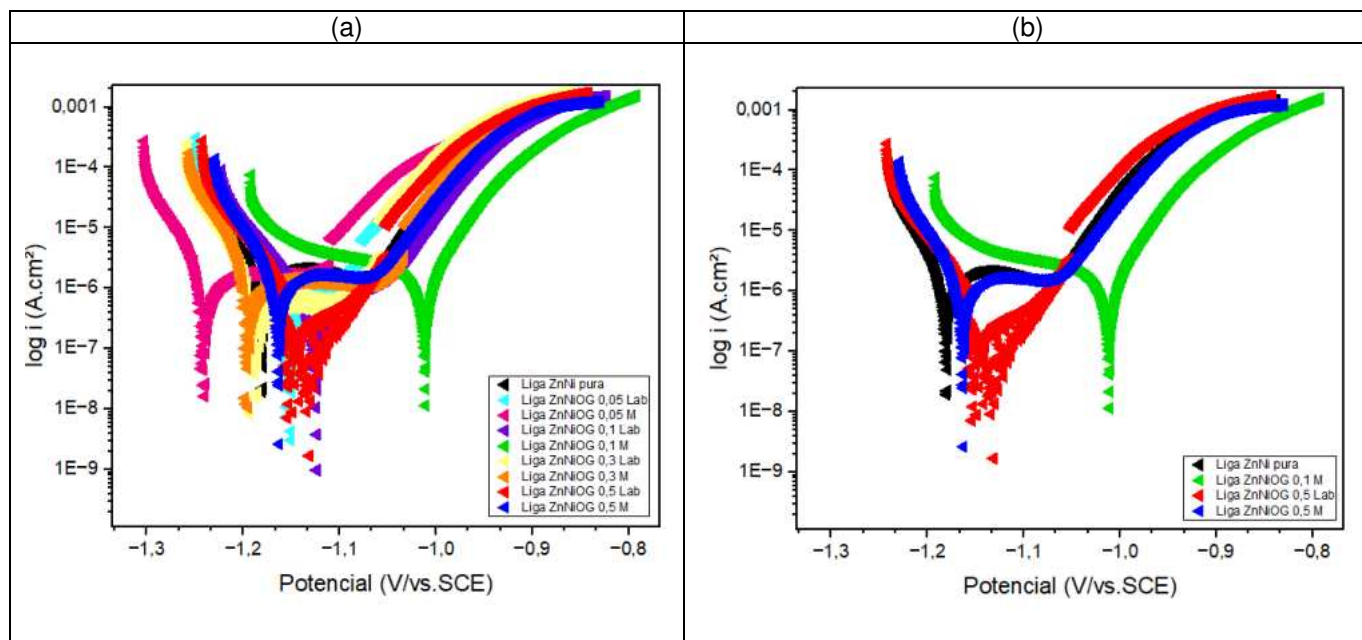 (a)
(b)
0,001
1E−4
1E−5
1E−6
1E−7
1E−8
1E−9
log i (A.cm²)
−1,3 −1,2 −1,1 −1,0 −0,9 −0,8
Potencial (V/vs.SCE)
Liga ZnNi pura
Liga ZnNiOG 0,05 Lab
Liga ZnNiOG 0,05 M
Liga ZnNiOG 0,1 Lab
Liga ZnNiOG 0,1 M
Liga ZnNiOG 0,3 Lab
Liga ZnNiOG 0,3 M
Liga ZnNiOG 0,5 Lab
Liga ZnNiOG 0,5 M
0,001
1E−4
1E−5
1E−6
1E−7
1E−8
1E−9
log i (A.cm²)
−1,3 −1,2 −1,1 −1,0 −0,9 −0,8
Potencial (V/vs.SCE)
Liga ZnNi pura
Liga ZnNiOG 0,1 M
Liga ZnNiOG 0,5 Lab
Liga ZnNiOG 0,5 M